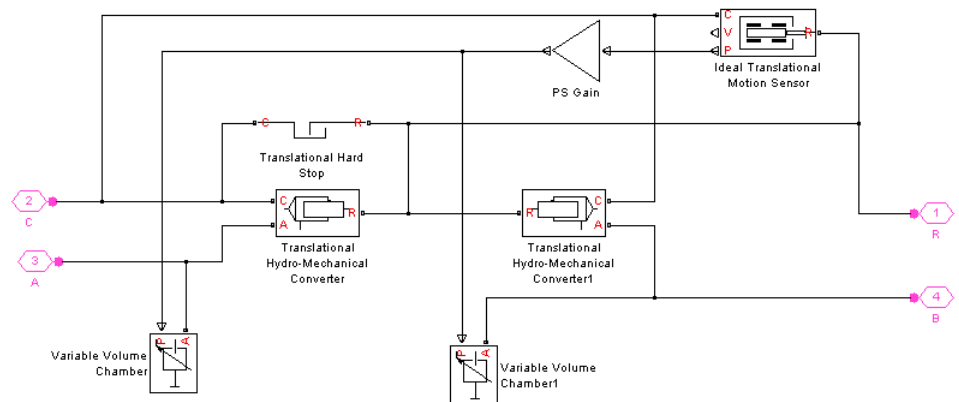 C
V
P
R
Ideal Translational
Motion Sensor
PS Gain
C
R
Translational Hard
Stop
2
C
C
A
R
Translational
Hydro-Mechanical
Converter
R
C
A
Translational
Hydro-Mechanical
Converter1
1
R
3
A
4
B
P
A
Variable Volume
Chamber
P
A
Variable Volume
Chamber1